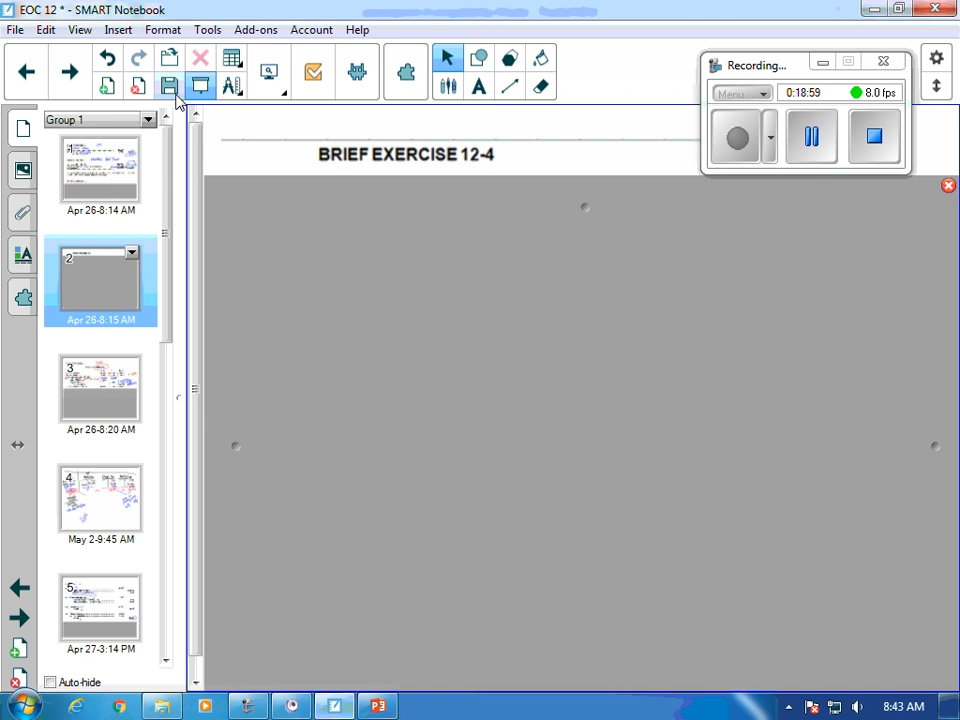 EOC 12 * - SMART Notebook
File Edit View Insert Format Tools Add-ons Account Help
Recording...
Menu 0:18:59 8.0 fps
Group 1
BRIEF EXERCISE 12-4
1
Apr 26-8:14 AM
2
Apr 26-8:15 AM
3
Apr 26-8:20 AM
4
May 2-9:45 AM
5
Apr 27-3:14 PM
Auto-hide
8:43 AM